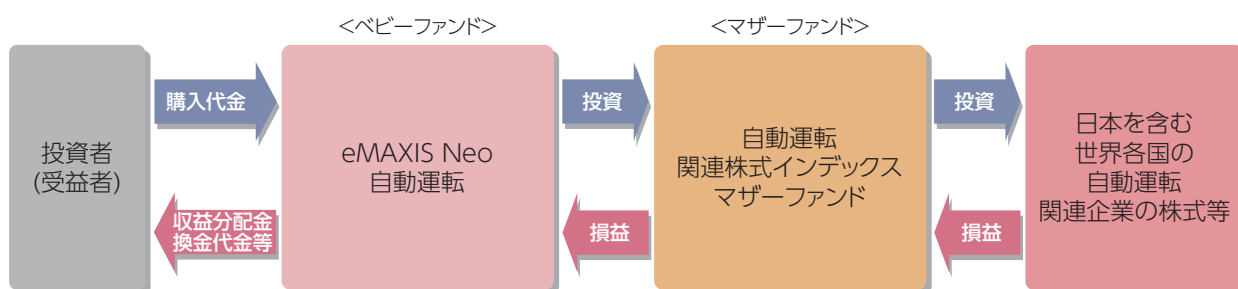 <ベビーファンド>
<マザーファンド>
投資者
(受益者)
購入代金
収益分配金
換金代金等
eMAXIS Neo
自動運転
投資
損益
自動運転
関連株式インデックス
マザーファンド
投資
損益
日本を含む
世界各国の
自動運転
関連企業の株式等